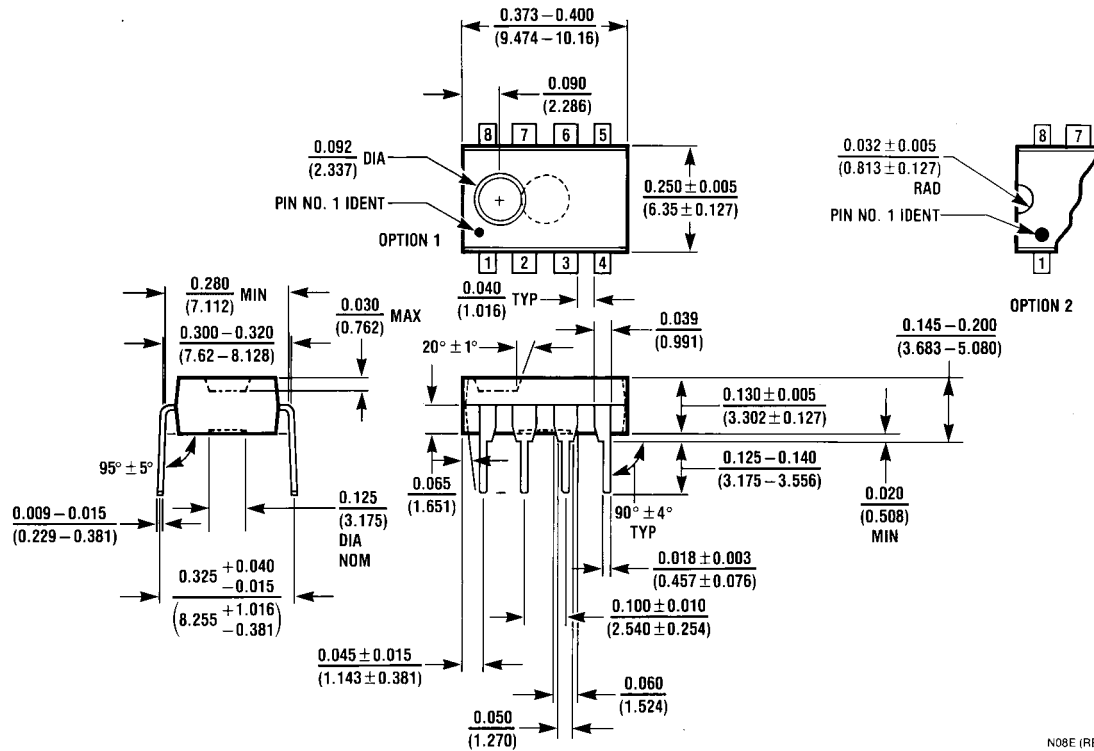 0.373 – 0.400
(9.474 – 10.16)
0.090
(2.286)
8 7 6 5
0.092 DIA
(2.337)
PIN NO. 1 IDENT
OPTION 1
0.250 ± 0.005
(6.35 ± 0.127)
1 2 3 4
0.032 ± 0.005
(0.813 ± 0.127)
RAD
PIN NO. 1 IDENT
8 7
1
OPTION 2
0.280 MIN
(7.112)
0.300 – 0.320
(7.62 – 8.128)
0.030 MAX
(0.762)
0.040 TYP
(1.016)
0.039
(0.991)
20° ± 1°
0.145 – 0.200
(3.683 – 5.080)
0.130 ± 0.005
(3.302 ± 0.127)
95° ± 5°
0.065
(1.651)
0.125 – 0.140
(3.175 – 3.556)
0.020
(0.508)
MIN
90° ± 4°
TYP
0.009 – 0.015
(0.229 – 0.381)
0.125
(3.175)
DIA
NOM
0.018 ± 0.003
(0.457 ± 0.076)
0.325 +0.040
−0.015
(8.255 +1.016
−0.381)
0.100 ± 0.010
(2.540 ± 0.254)
0.045 ± 0.015
(1.143 ± 0.381)
0.060
(1.524)
0.050
(1.270)
N08E